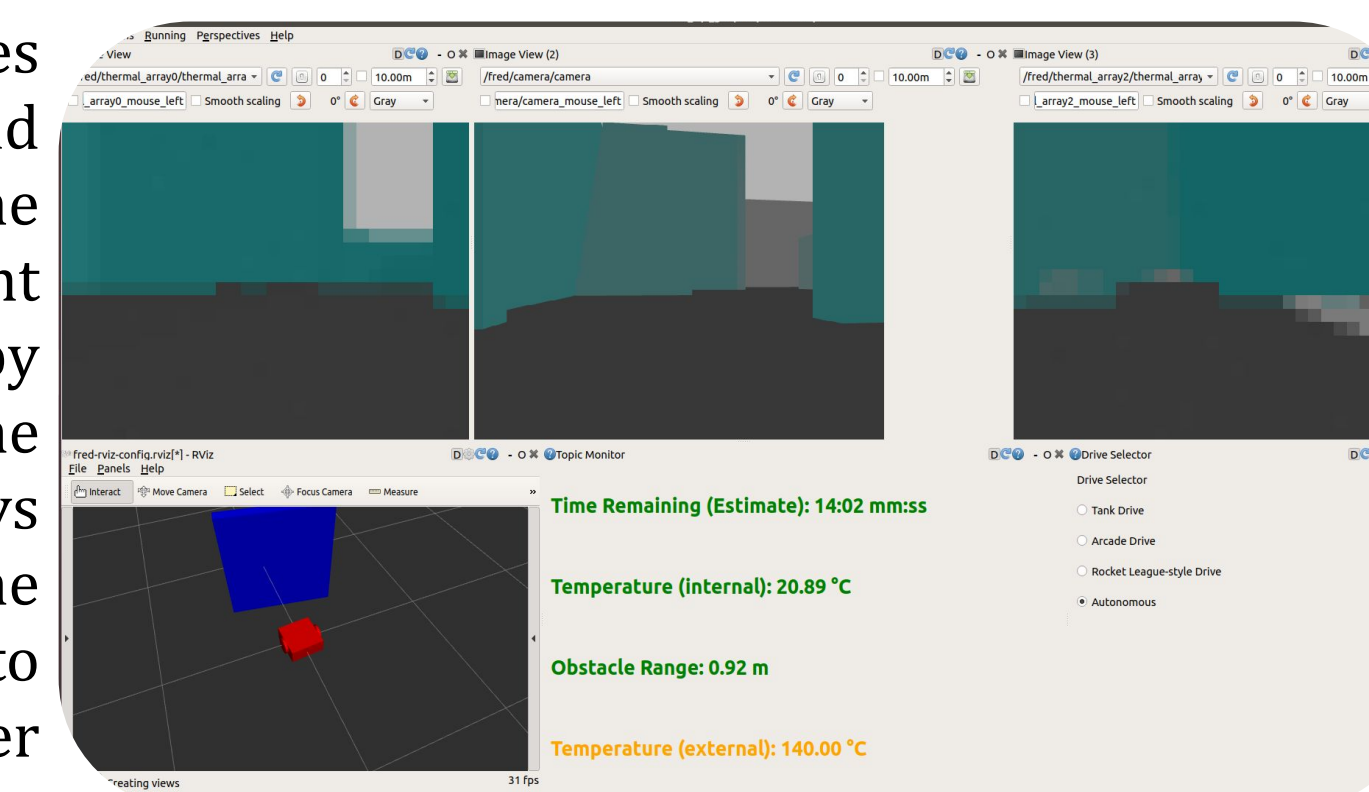 es
nd
ne
nt
by
ne
ys
ne
to
er
Running Perspectives Help
View
Image View (2)
Image View (3)
ed/thermal_array0/thermal_arra
0
10.00m
/fred/camera/camera
0
10.00m
/fred/thermal_array2/thermal_array
0
10.00m
_array0_mouse_left
Smooth scaling
0°
Gray
nera/camera_mouse_left
Smooth scaling
0°
Gray
l_array2_mouse_left
Smooth scaling
0°
Gray
fred-rviz-config.rviz[*] - RViz
File Panels Help
Interact Move Camera Select Focus Camera Measure »
Creating views
31 fps
Topic Monitor
Time Remaining (Estimate): 14:02 mm:ss
Temperature (internal): 20.89 °C
Obstacle Range: 0.92 m
Temperature (external): 140.00 °C
Drive Selector
Drive Selector
Tank Drive
Arcade Drive
Rocket League-style Drive
Autonomous